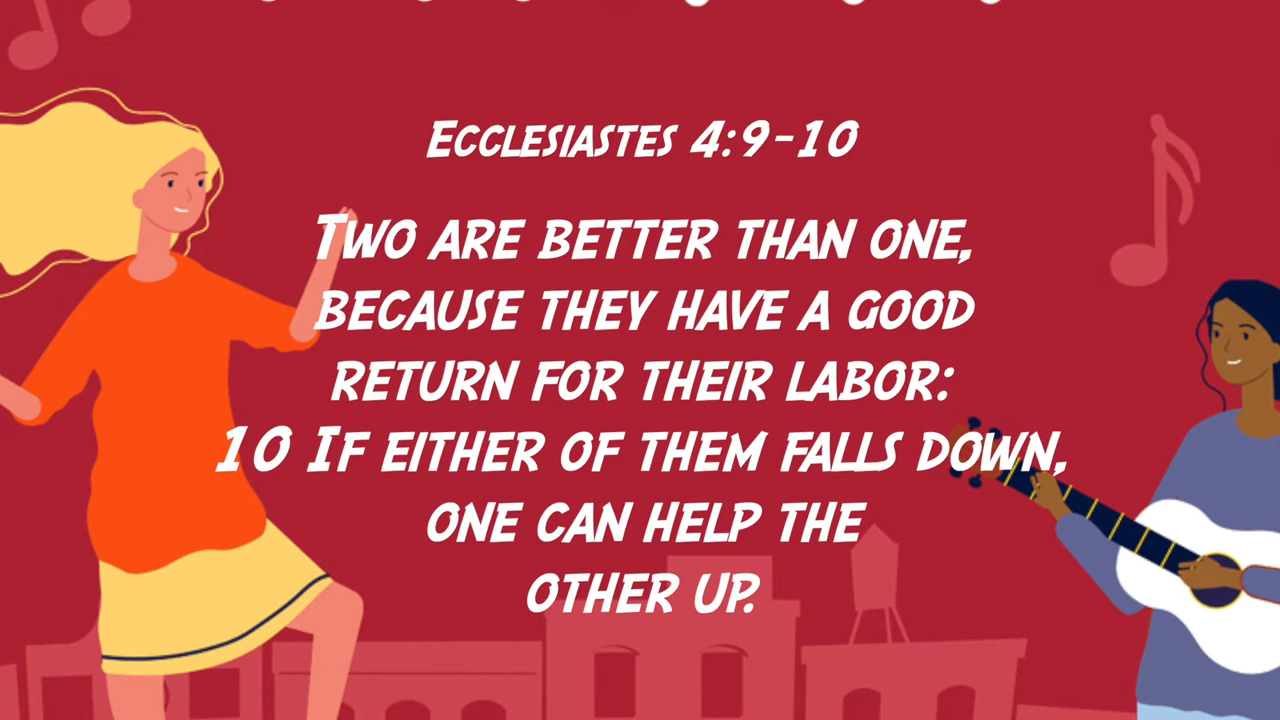 Ecclesiastes 4:9-10
Two are better than one,
because they have a good
return for their labor:
10 If either of them falls down,
one can help the
other up.